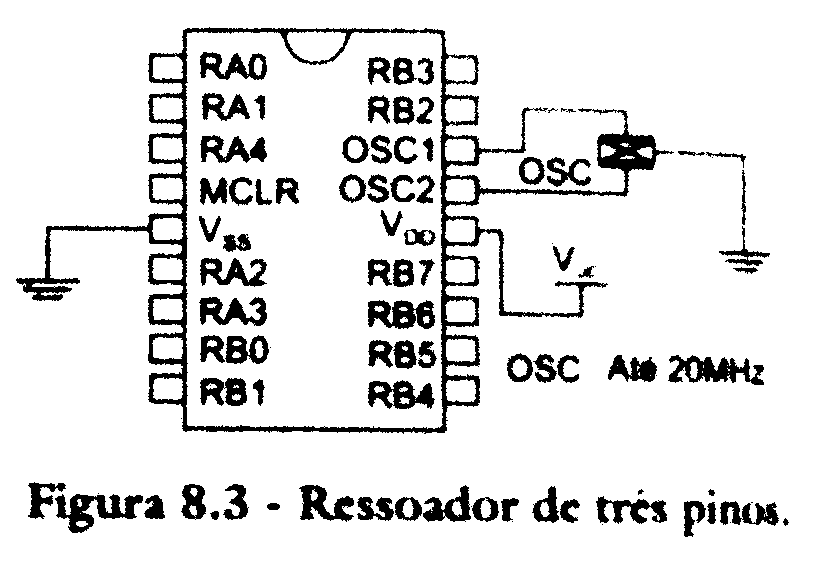 RA0
RA1
RA4
MCLR
Vss
RA2
RA3
RB0
RB1
RB3
RB2
OSC1
OSC2
VDD
RB7
RB6
RB5
RB4
OSC
OSC Até 20MHz
Figura 8.3 - Ressoador de três pinos.